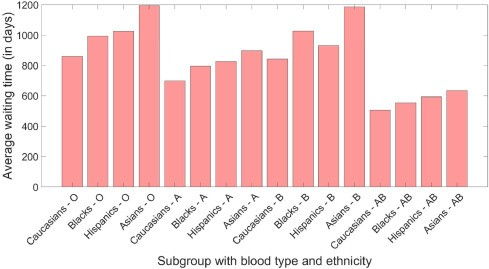 Average waiting time (in days)
1200
1000
800
600
400
200
0
Caucasians - O
Blacks - O
Hispanics - O
Asians - O
Caucasians - A
Blacks - A
Hispanics - A
Asians - A
Caucasians - B
Blacks - B
Hispanics - B
Asians - B
Caucasians - AB
Blacks - AB
Hispanics - AB
Asians - AB
Subgroup with blood type and ethnicity